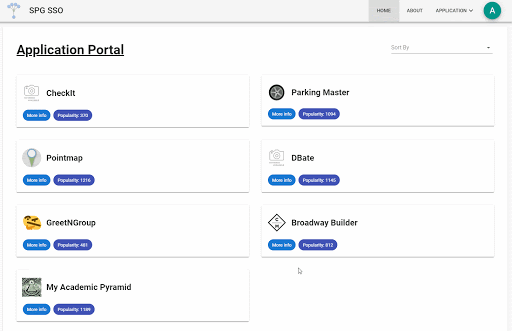 SPG SSO
HOME ABOUT APPLICATION A
Application Portal
Sort By
CheckIt
More info Popularity: 370
Parking Master
More info Popularity: 1094
Pointmap
More info Popularity: 1216
DBate
More info Popularity: 1145
GreetNGroup
More info Popularity: 481
Broadway Builder
More info Popularity: 812
My Academic Pyramid
More info Popularity: 1189